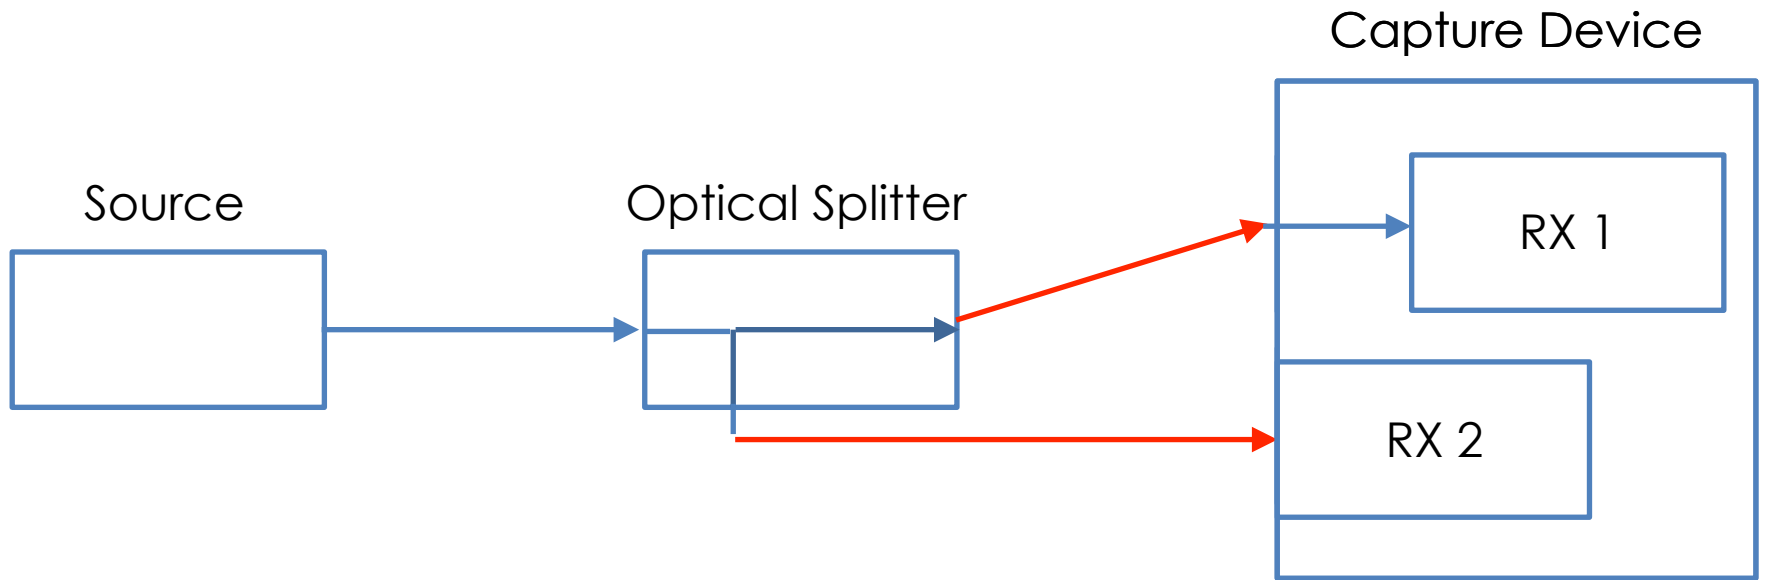 Capture Device
Source
Optical Splitter
RX 1
RX 2